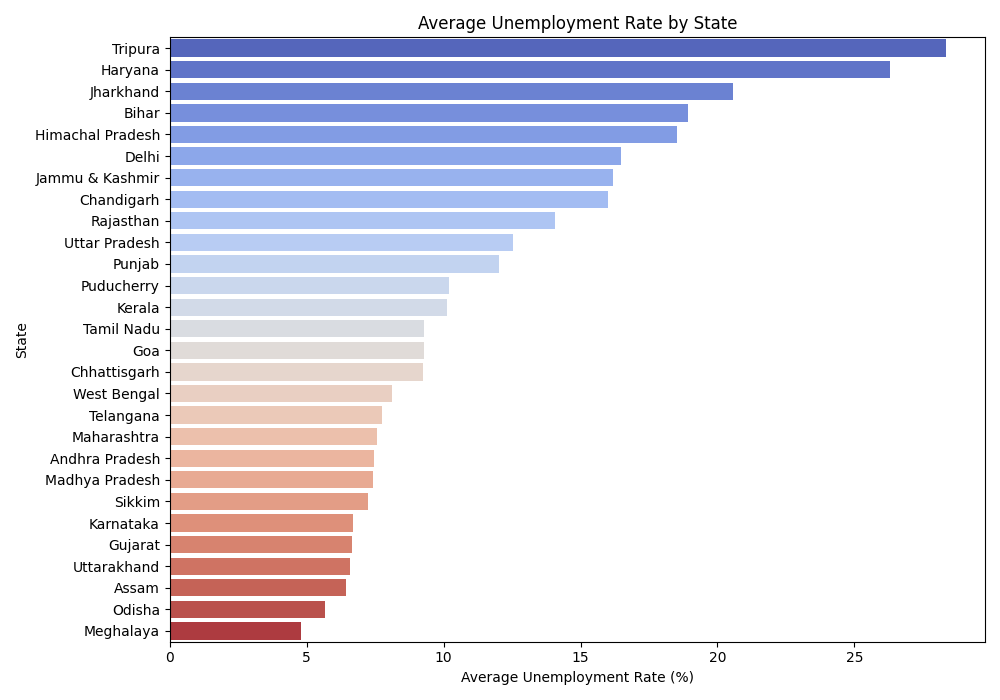 Average Unemployment Rate by State
Tripura
Haryana
Jharkhand
Bihar
Himachal Pradesh
Delhi
Jammu & Kashmir
Chandigarh
Rajasthan
Uttar Pradesh
Punjab
Puducherry
Kerala
Tamil Nadu
Goa
Chhattisgarh
West Bengal
Telangana
Maharashtra
Andhra Pradesh
Madhya Pradesh
Sikkim
Karnataka
Gujarat
Uttarakhand
Assam
Odisha
Meghalaya
State
0 5 10 15 20 25
Average Unemployment Rate (%)